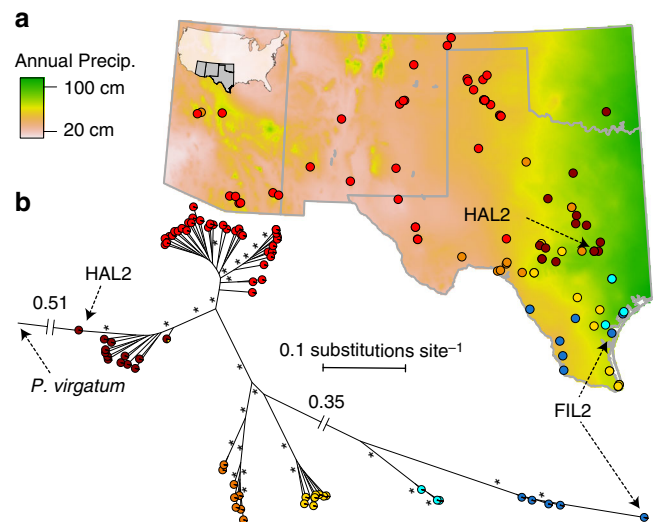 a
Annual Precip.
100 cm
20 cm
HAL2
b
HAL2
0.51
0.1 substitutions site⁻¹
P. virgatum
0.35
FIL2
* * * * * * * * * * * * * * * * * * * * * * * * * *